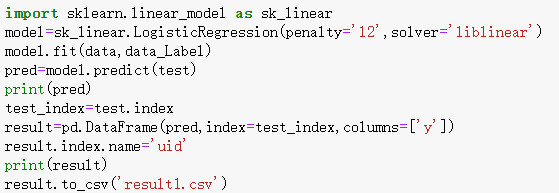 import sklearn.linear_model as sk_linear
model=sk_linear.LogisticRegression(penalty='l2',solver='liblinear')
model.fit(data,data_Label)
pred=model.predict(test)
print(pred)
test_index=test.index
result=pd.DataFrame(pred,index=test_index,columns=['y'])
result.index.name='uid'
print(result)
result.to_csv('result1.csv')